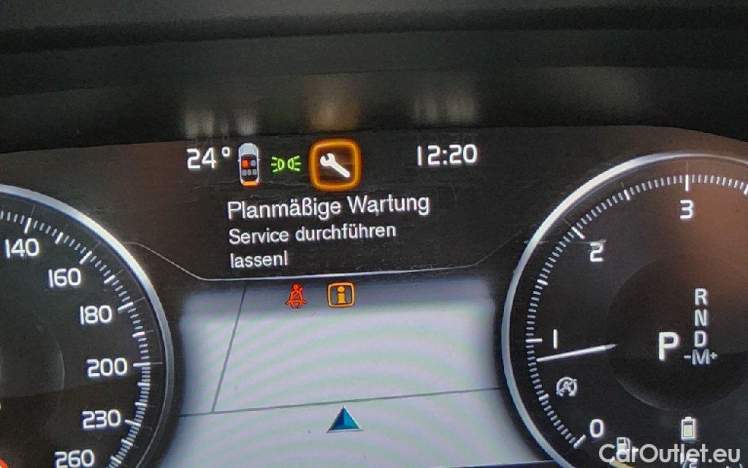 24° 12:20
Planmäßige Wartung
Service durchführen
lassen!
140
160
180
200
230
260
3
2
1
0
R
N
P D
-M+
CarOutlet.eu